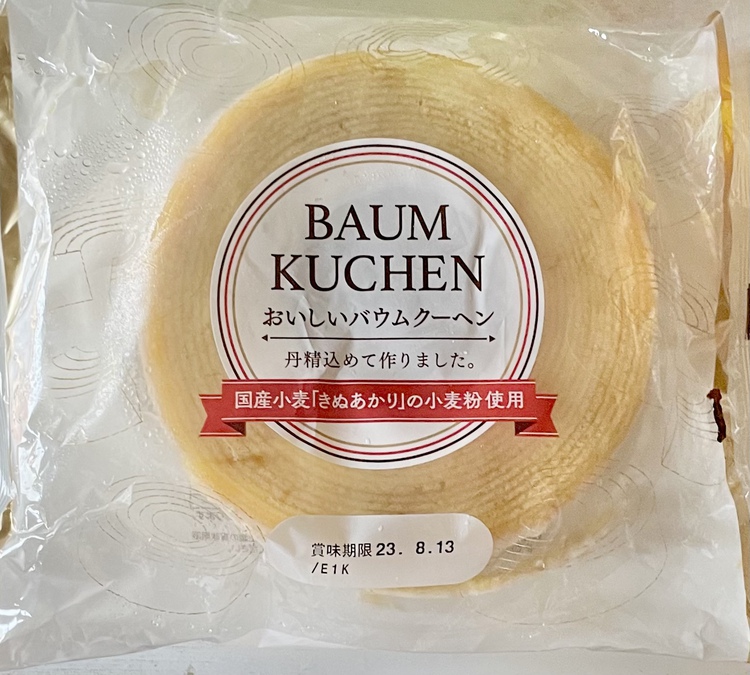 BAUM
KUCHEN
おいしいバウムクーヘン
丹精込めて作りました。
国産小麦「きぬあかり」の小麦粉使用
賞味期限23. 8.13
/E1K